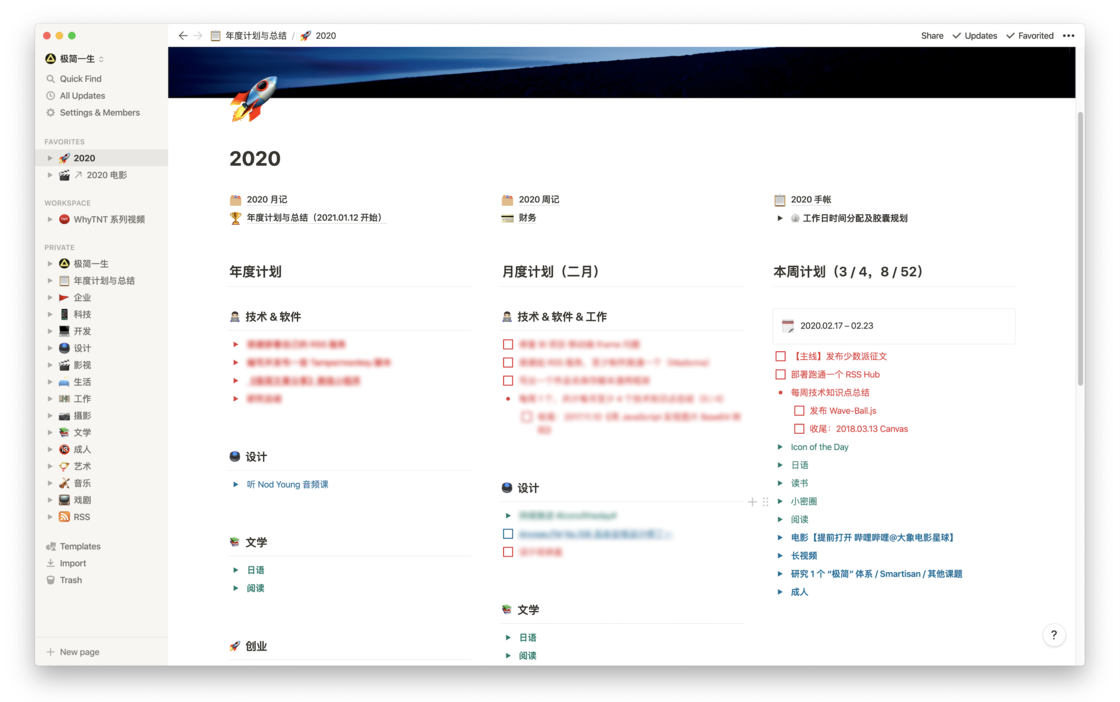 年度计划与总结 / 2020
Share Updates Favorited
极简一生
Quick Find
All Updates
Settings & Members
FAVORITES
2020
2020 电影
WORKSPACE
WhyTNT 系列视频
PRIVATE
极简一生
年度计划与总结
企业
科技
开发
设计
影视
生活
工作
摄影
文学
成人
艺术
音乐
戏剧
RSS
Templates
Import
Trash
New page
2020
2020 月记
年度计划与总结（2021.01.12 开始）
2020 周记
财务
2020 手帐
工作日时间分配及胶囊规划
年度计划
技术 & 软件
设计
听 Nod Young 音频课
文学
日语
阅读
创业
月度计划（二月）
技术 & 软件 & 工作
设计
文学
日语
阅读
本周计划（3 / 4，8 / 52）
2020.02.17 – 02.23
【主线】发布少数派征文
部署跑通一个 RSS Hub
每周技术知识点总结
发布 Wave-Ball.js
收尾：2018.03.13 Canvas
Icon of the Day
日语
读书
小密圈
阅读
电影【提前打开 哔哩哔哩@大象电影星球】
长视频
研究 1 个 “极简” 体系 / Smartisan / 其他课题
成人
?